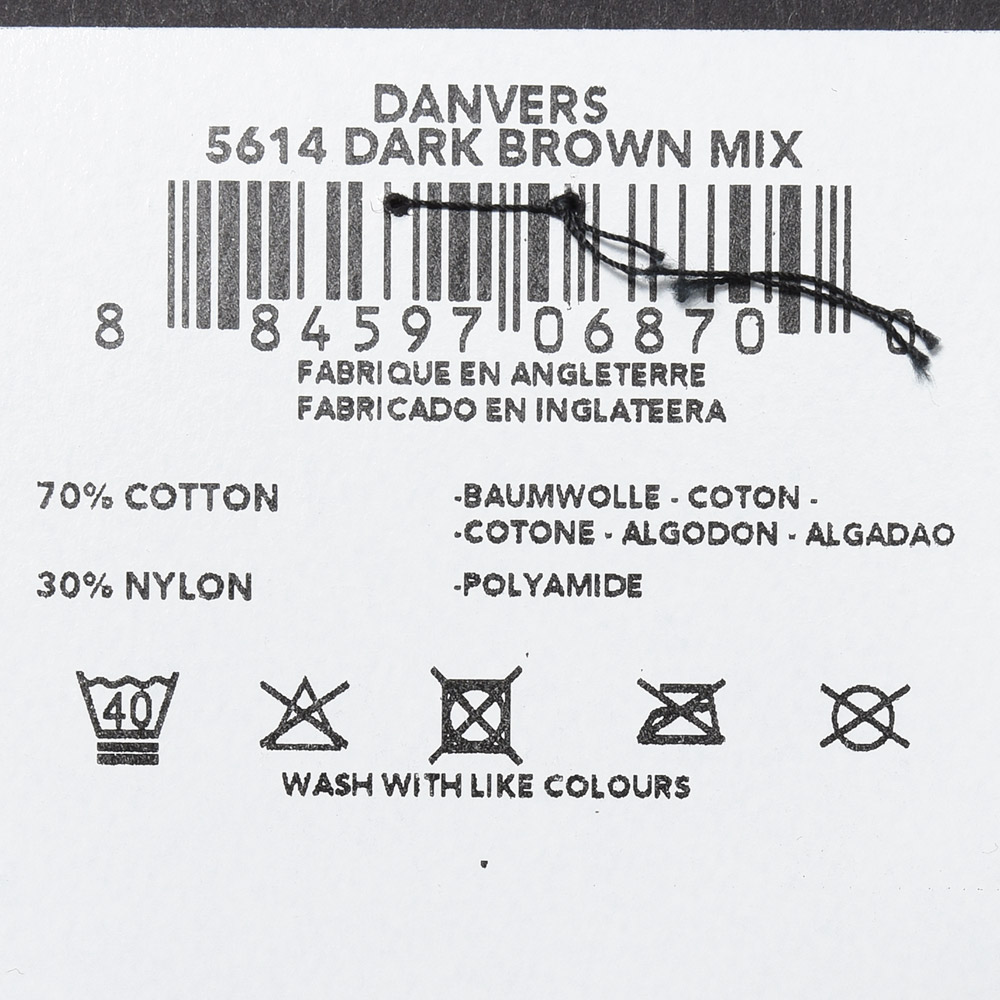 DANVERS
5614 DARK BROWN MIX
8 84597 06870
FABRIQUE EN ANGLETERRE
FABRICADO EN INGLATEERA
70% COTTON -BAUMWOLLE - COTON -
-COTONE - ALGODON - ALGADAO
30% NYLON -POLYAMIDE
40
WASH WITH LIKE COLOURS